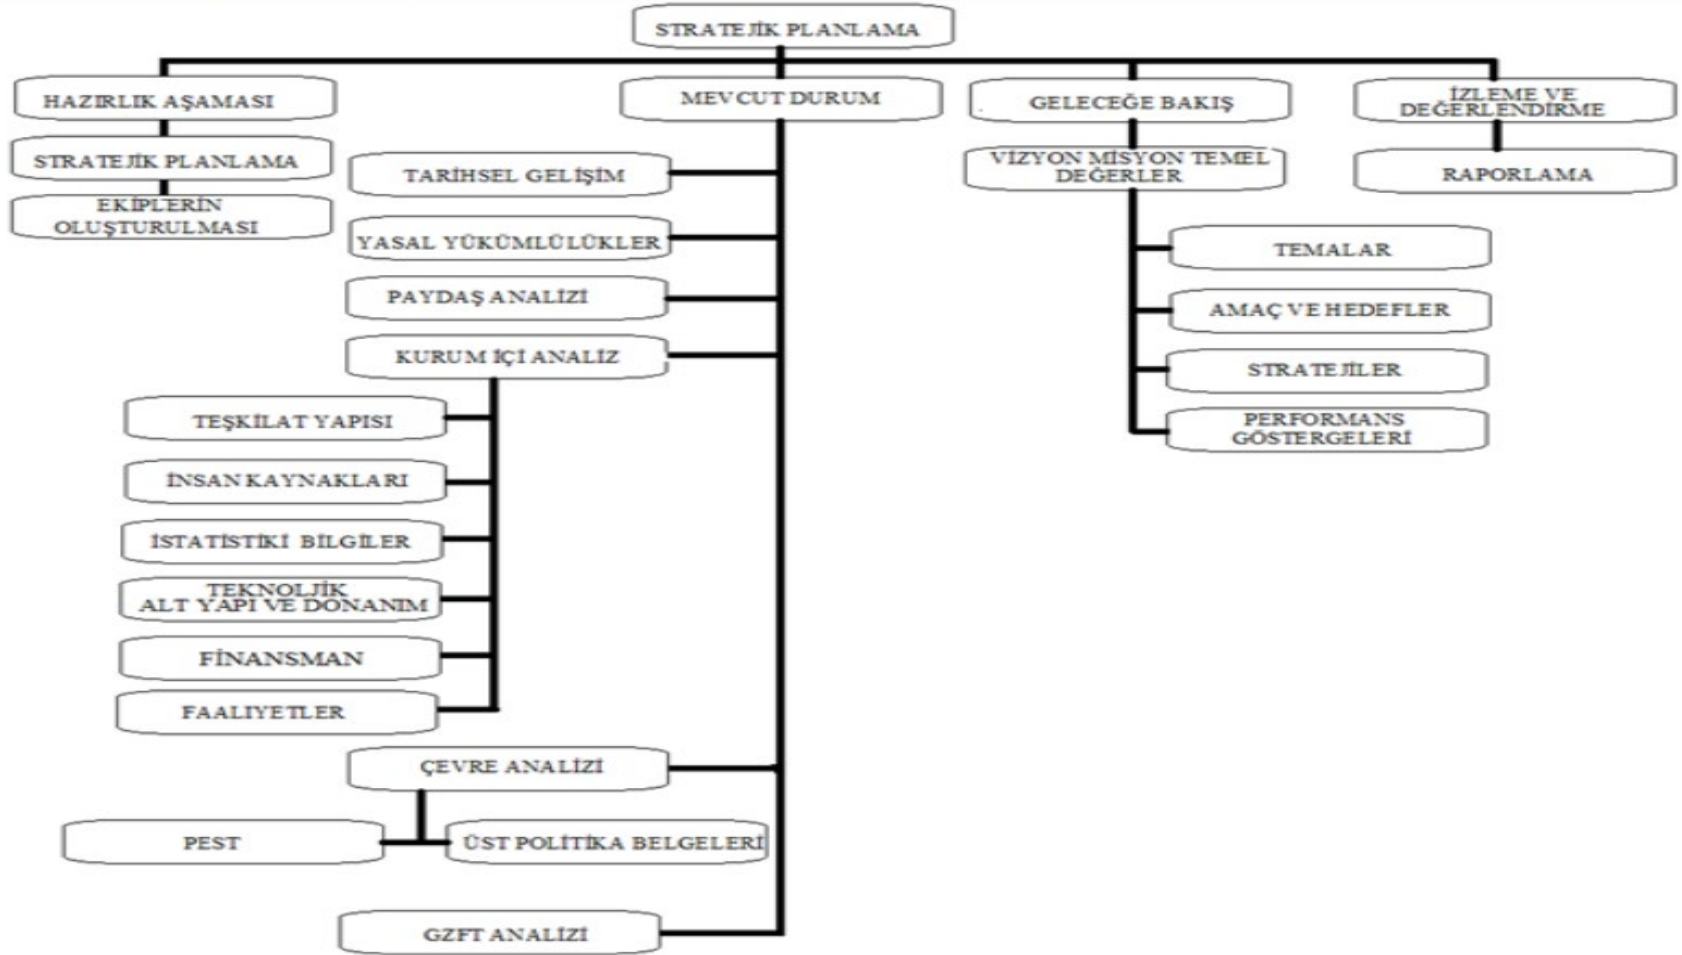 STRATEJİK PLANLAMA
HAZIRLIK AŞAMASI
STRATEJİK PLANLAMA
EKİPLERİN
OLUŞTURULMASI
MEVCUT DURUM
TARİHSEL GELİŞİM
YASAL YÜKÜMLÜLÜKLER
PAYDAŞ ANALİZİ
KURUM İÇİ ANALİZ
TEŞKİLAT YAPISI
İNSAN KAYNAKLARI
İSTATİSTİKİ BİLGİLER
TEKNOLJİK
ALT YAPI VE DONANIM
FİNANSMAN
FAALIYETLER
ÇEVRE ANALİZİ
PEST
ÜST POLİTİKA BELGELERİ
GZFT ANALİZİ
GELECEĞE BAKIŞ
VİZYON MİSYON TEMEL
DEĞERLER
TEMALAR
AMAÇ VE HEDEFLER
STRATEJİLER
PERFORMANS
GÖSTERGELERİ
İZLEME VE
DEĞERLENDİRME
RAPORLAMA